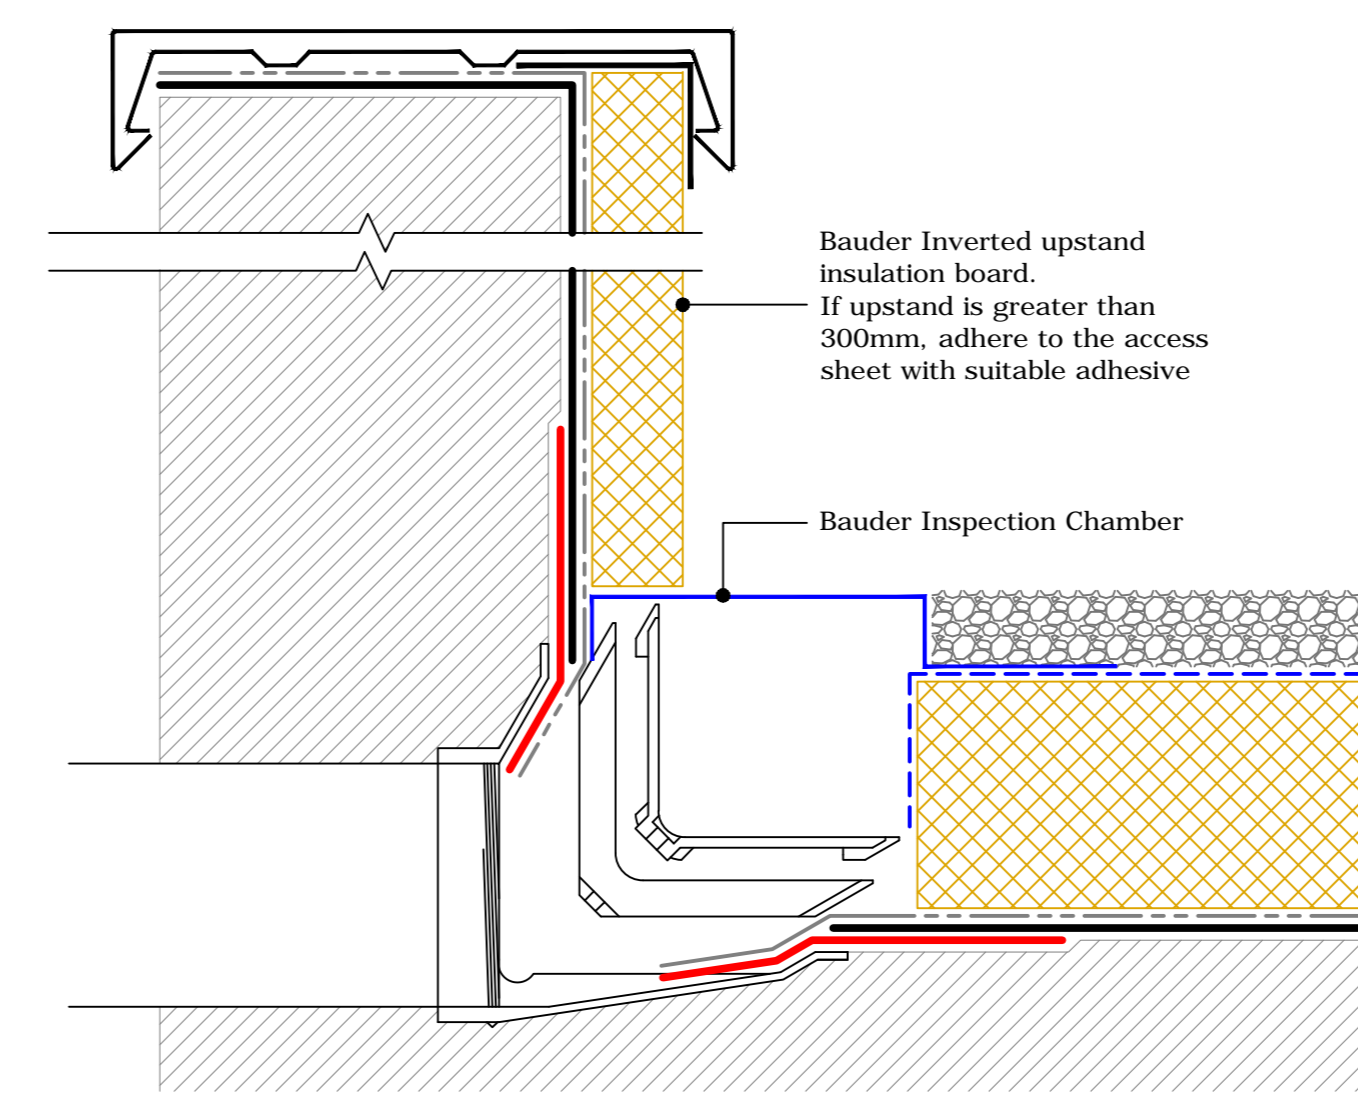 Bauder Inverted upstand
insulation board.
If upstand is greater than
300mm, adhere to the access
sheet with suitable adhesive
Bauder Inspection Chamber